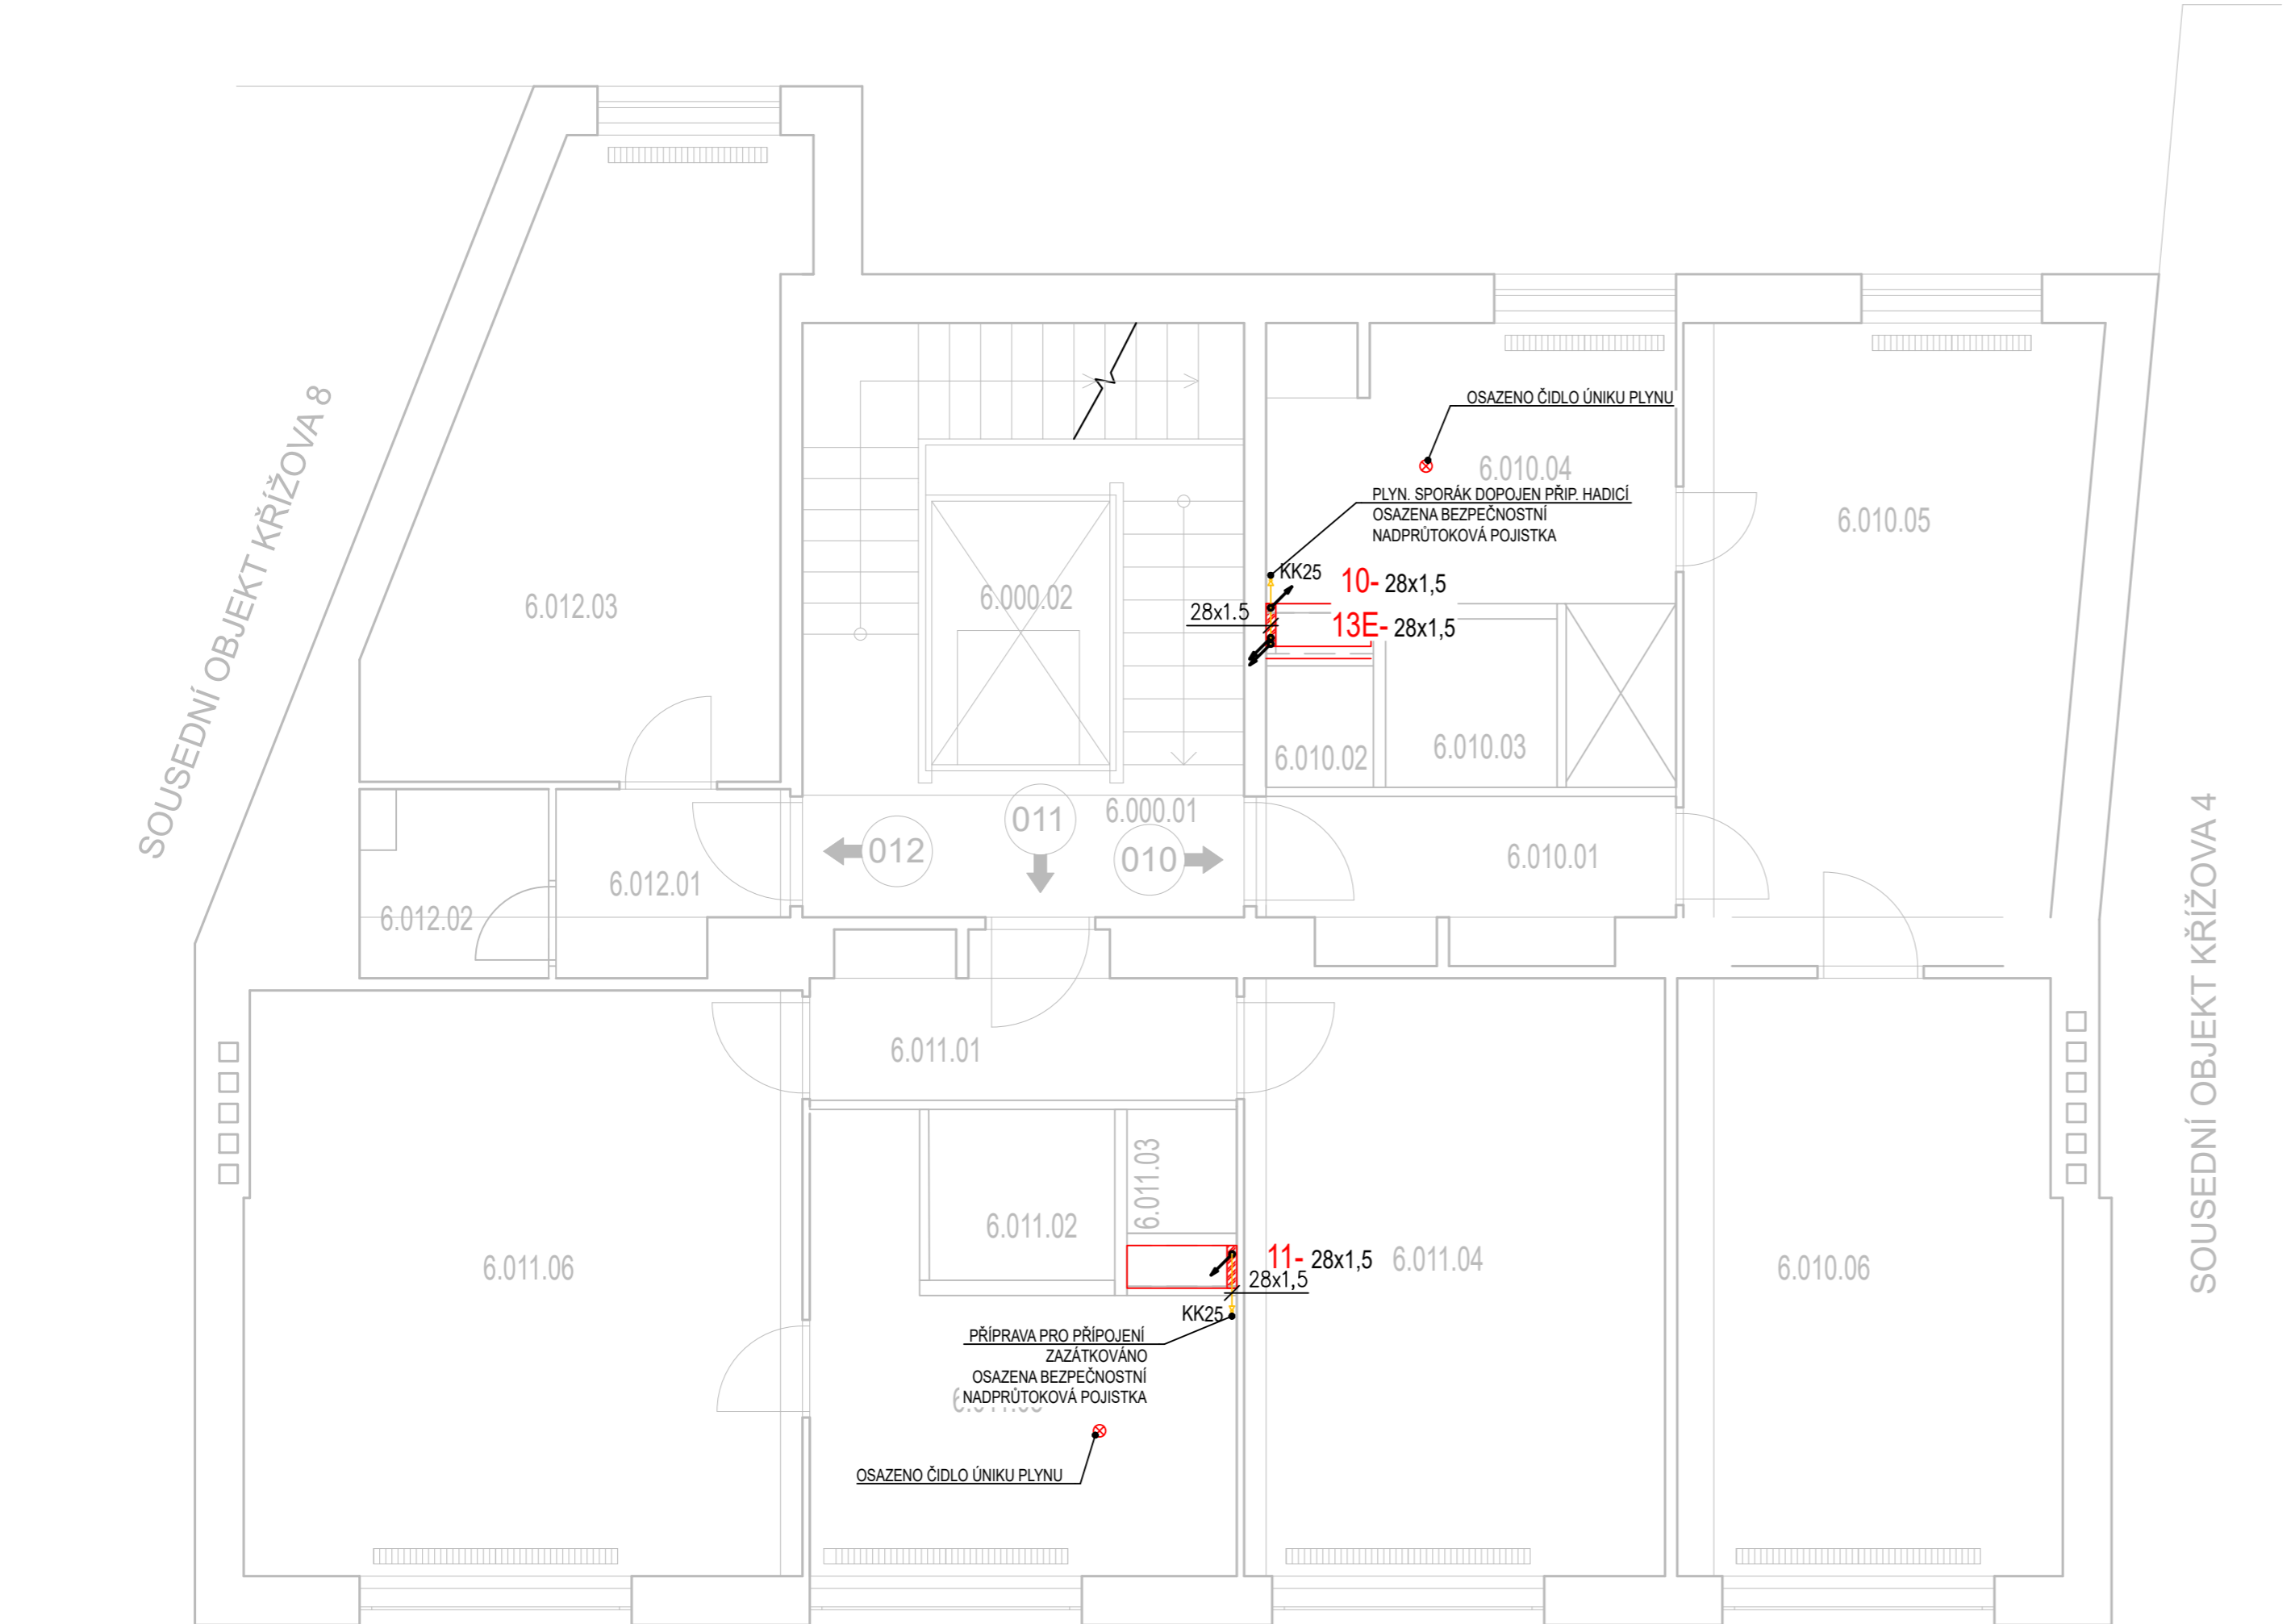 SOUSEDNÍ OBJEKT KŘÍŽOVA 8
OSAZENO ČIDLO ÚNIKU PLYNU
6.010.04
PLYN. SPORÁK DOPOJEN PŘIP. HADICÍ
OSAZENA BEZPEČNOSTNÍ
NADPRŮTOKOVÁ POJISTKA
6.010.05
KK25
10- 28x1,5
28x1.5
13E- 28x1,5
6.012.03
6.000.02
6.010.02
6.010.03
6.000.01
011
012
010
6.010.01
6.012.01
6.012.02
SOUSEDNÍ OBJEKT KŘÍŽOVA 4
6.011.01
6.011.03
6.011.02
6.011.06
11- 28x1,5
6.011.04
6.010.06
28x1,5
KK25
PŘÍPRAVA PRO PŘÍPOJENÍ
ZAZÁTKOVÁNO
OSAZENA BEZPEČNOSTNÍ
NADPRŮTOKOVÁ POJISTKA
OSAZENO ČIDLO ÚNIKU PLYNU